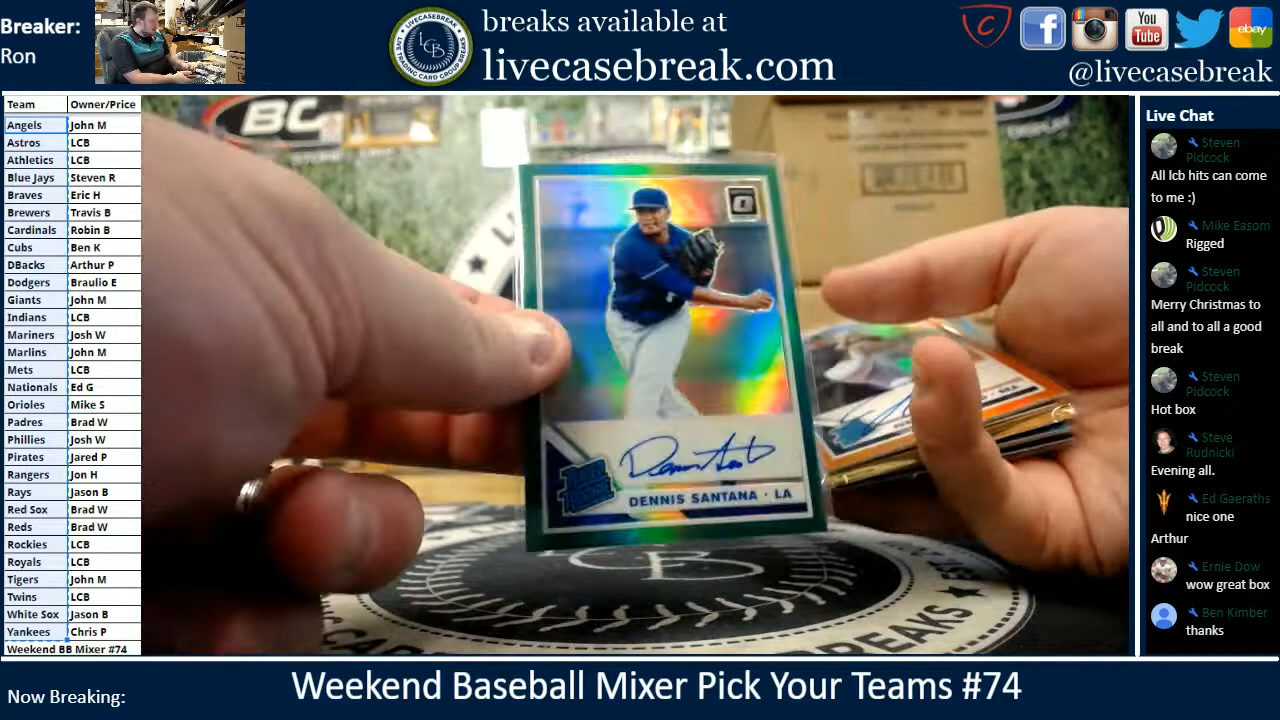 Breaker:
Ron
LCB
breaks available at
livecasebreak.com
You
Tube
ebay
@livecasebreak
Team Owner/Price
Angels John M
Astros LCB
Athletics LCB
Blue Jays Steven R
Braves Eric H
Brewers Travis B
Cardinals Robin B
Cubs Ben K
DBacks Arthur P
Dodgers Braulio E
Giants John M
Indians LCB
Mariners Josh W
Marlins John M
Mets LCB
Nationals Ed G
Orioles Mike S
Padres Brad W
Phillies Josh W
Pirates Jared P
Rangers Jon H
Rays Jason B
Red Sox Brad W
Reds Brad W
Rockies LCB
Royals LCB
Tigers John M
Twins LCB
White Sox Jason B
Yankees Chris P
Weekend BB Mixer #74
BC
DENNIS SANTANA · LA
Live Chat
Steven
Pidcock
All lcb hits can come
to me :)
Mike Easom
Rigged
Steven
Pidcock
Merry Christmas to
all and to all a good
break
Steven
Pidcock
Hot box
Steve
Rudnicki
Evening all.
Ed Gaeraths
nice one
Arthur
Ernie Dow
wow great box
Ben Kimber
thanks
Now Breaking:
Weekend Baseball Mixer Pick Your Teams #74